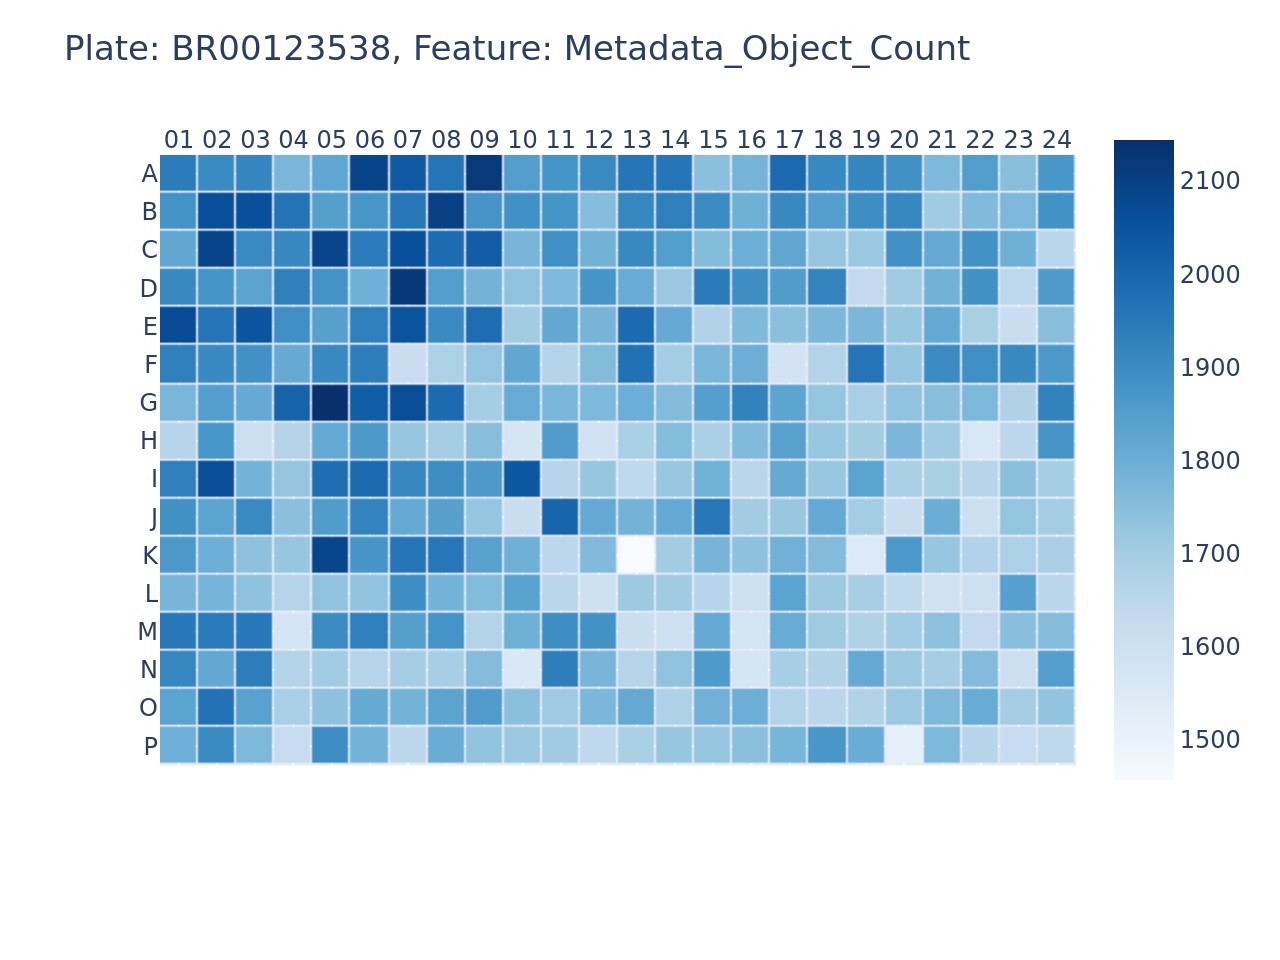 Plate: BR00123538, Feature: Metadata_Object_Count
01 02 03 04 05 06 07 08 09 10 11 12 13 14 15 16 17 18 19 20 21 22 23 24
A
B
C
D
E
F
G
H
I
J
K
L
M
N
O
P
2100
2000
1900
1800
1700
1600
1500